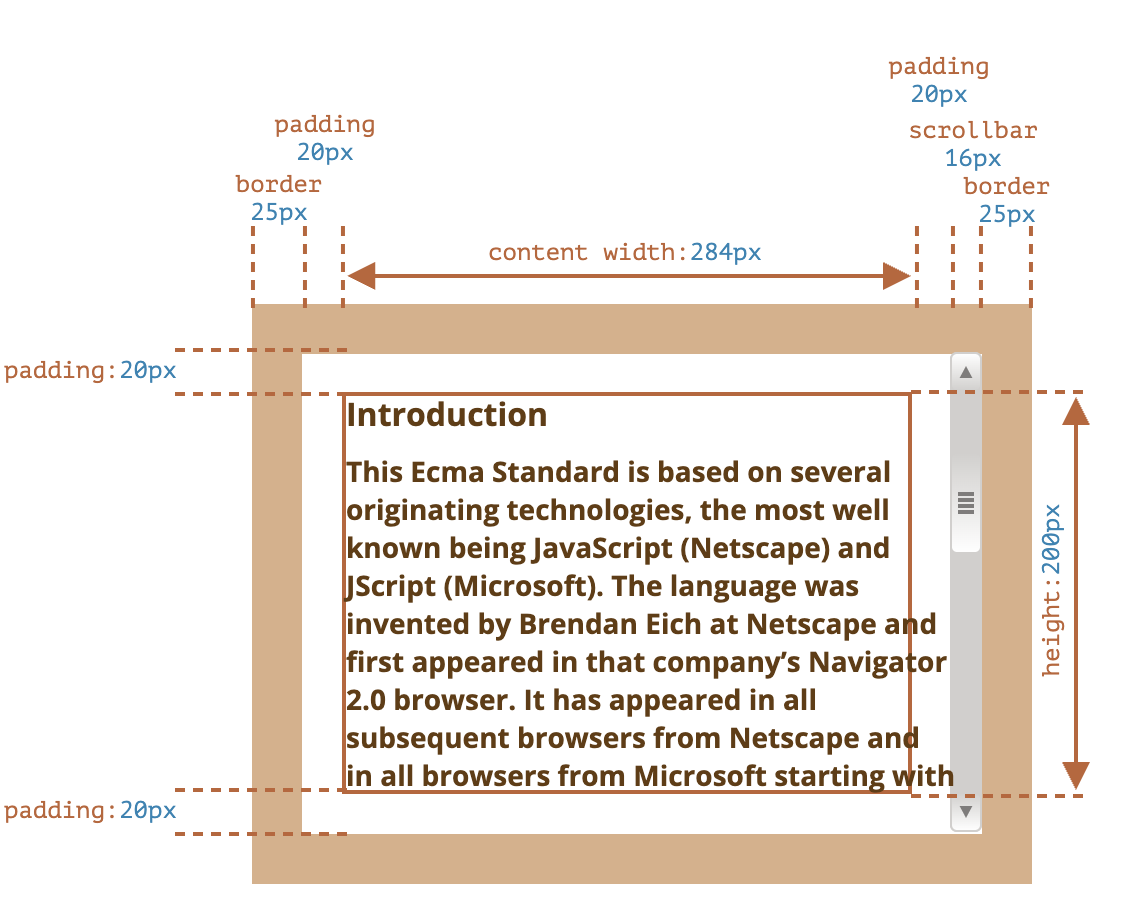 padding
20px
padding
20px
scrollbar
16px
border
25px
border
25px
content width:284px
padding:20px
Introduction
This Ecma Standard is based on several
originating technologies, the most well
known being JavaScript (Netscape) and
JScript (Microsoft). The language was
invented by Brendan Eich at Netscape and
first appeared in that company’s Navigator
2.0 browser. It has appeared in all
subsequent browsers from Netscape and
in all browsers from Microsoft starting with
height:200px
padding:20px